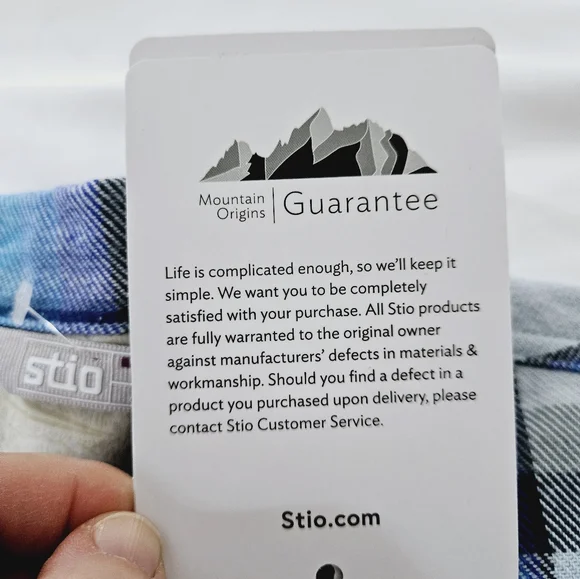 Mountain
Origins
Guarantee
Life is complicated enough, so we'll keep it
simple. We want you to be completely
satisfied with your purchase. All Stio products
are fully warranted to the original owner
against manufacturers' defects in materials &
workmanship. Should you find a defect in a
product you purchased upon delivery, please
contact Stio Customer Service.
stio
Stio.com